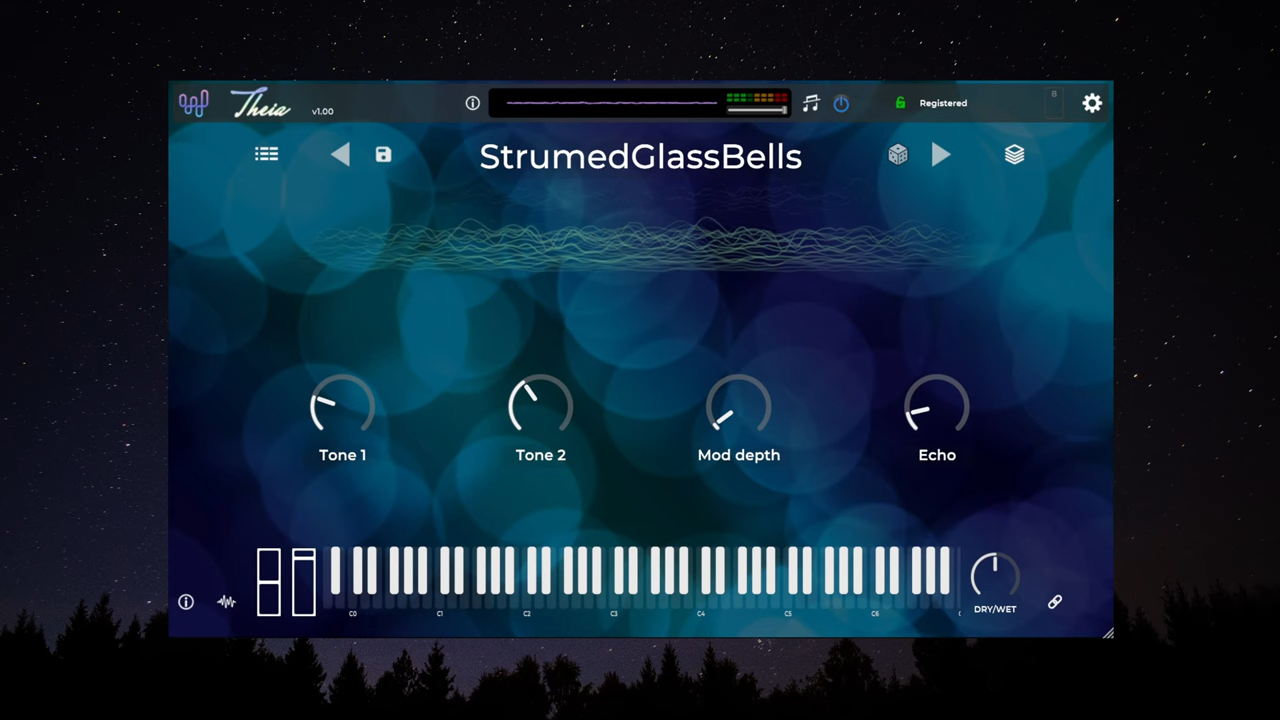 Theia
v1.00
Registered
8
StrumedGlassBells
Tone 1
Tone 2
Mod depth
Echo
C0
C1
C2
C3
C4
C5
C6
DRY/WET